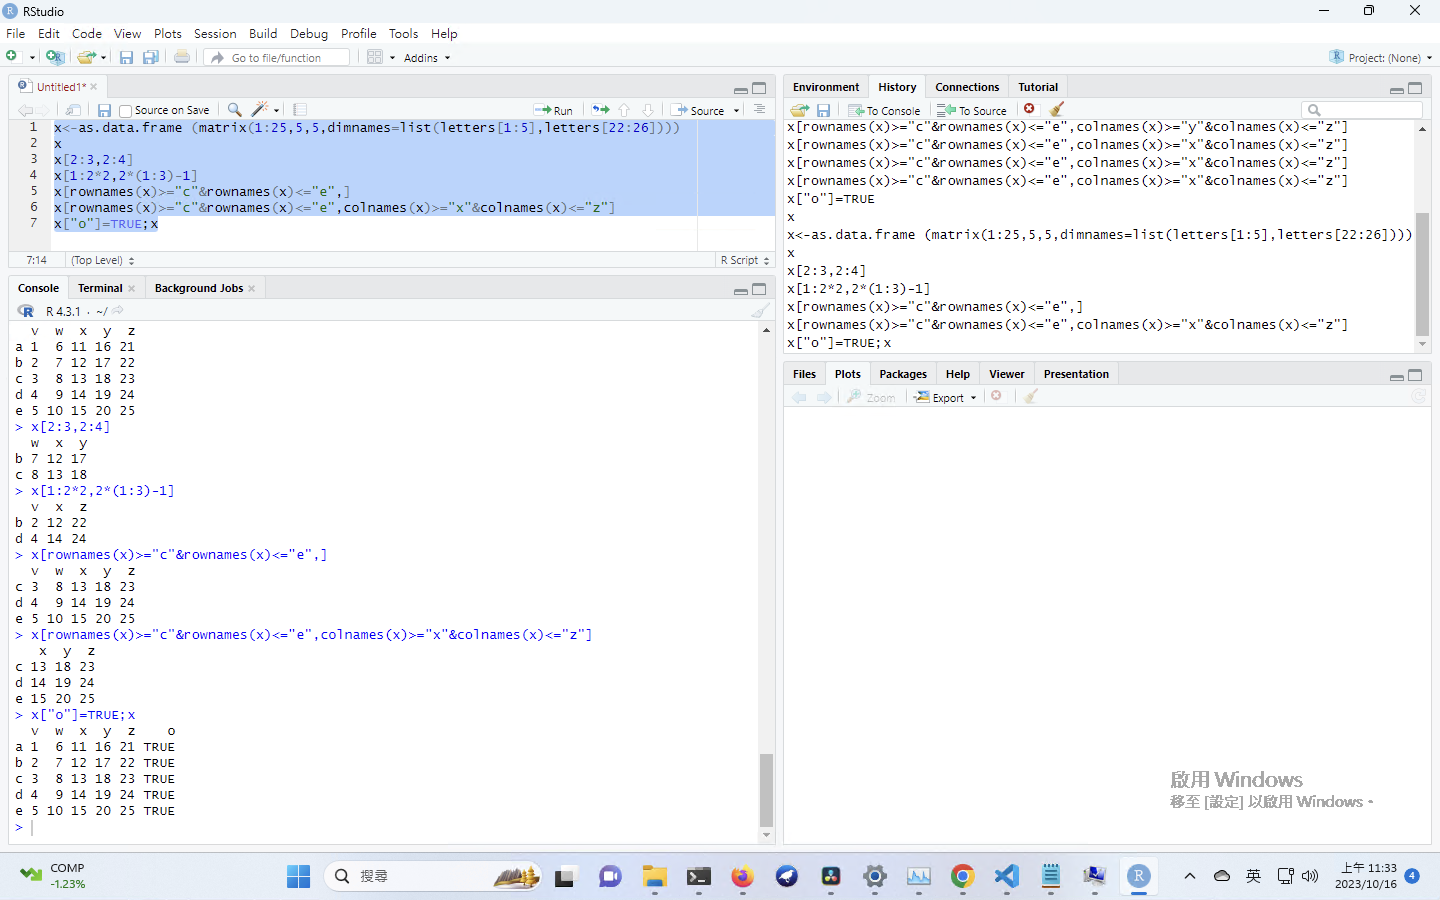 RStudio
File Edit Code View Plots Session Build Debug Profile Tools Help
Go to file/function Addins Project: (None)
Untitled1*
Source on Save Run Source
1 x<-as.data.frame (matrix(1:25,5,5,dimnames=list(letters[1:5],letters[22:26])))
2 x
3 x[2:3,2:4]
4 x[1:2*2,2*(1:3)-1]
5 x[rownames(x)>="c"&rownames(x)<="e",]
6 x[rownames(x)>="c"&rownames(x)<="e",colnames(x)>="x"&colnames(x)<="z"]
7 x["o"]=TRUE;x
7:14 (Top Level) R Script
Console Terminal Background Jobs
R 4.3.1 · ~/
v w x y z
a 1 6 11 16 21
b 2 7 12 17 22
c 3 8 13 18 23
d 4 9 14 19 24
e 5 10 15 20 25
> x[2:3,2:4]
w x y
b 7 12 17
c 8 13 18
> x[1:2*2,2*(1:3)-1]
v x z
b 2 12 22
d 4 14 24
> x[rownames(x)>="c"&rownames(x)<="e",]
v w x y z
c 3 8 13 18 23
d 4 9 14 19 24
e 5 10 15 20 25
> x[rownames(x)>="c"&rownames(x)<="e",colnames(x)>="x"&colnames(x)<="z"]
x y z
c 13 18 23
d 14 19 24
e 15 20 25
> x["o"]=TRUE;x
v w x y z o
a 1 6 11 16 21 TRUE
b 2 7 12 17 22 TRUE
c 3 8 13 18 23 TRUE
d 4 9 14 19 24 TRUE
e 5 10 15 20 25 TRUE
>
Environment History Connections Tutorial
To Console To Source
x[rownames(x)>="c"&rownames(x)<="e",colnames(x)>="y"&colnames(x)<="z"]
x[rownames(x)>="c"&rownames(x)<="e",colnames(x)>="x"&colnames(x)<="z"]
x[rownames(x)>="c"&rownames(x)<="e",colnames(x)>="x"&colnames(x)<="z"]
x[rownames(x)>="c"&rownames(x)<="e",colnames(x)>="x"&colnames(x)<="z"]
x["o"]=TRUE
x
x<-as.data.frame (matrix(1:25,5,5,dimnames=list(letters[1:5],letters[22:26])))
x
x[2:3,2:4]
x[1:2*2,2*(1:3)-1]
x[rownames(x)>="c"&rownames(x)<="e",]
x[rownames(x)>="c"&rownames(x)<="e",colnames(x)>="x"&colnames(x)<="z"]
x["o"]=TRUE;x
Files Plots Packages Help Viewer Presentation
Zoom Export
啟用 Windows
移至 [設定] 以啟用 Windows。
COMP
-1.23%
搜尋
英
上午 11:33
2023/10/16
4